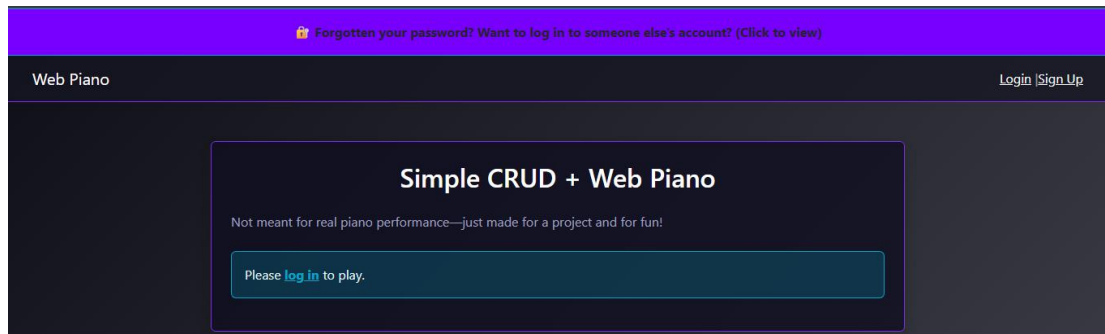 🔐 Forgotten your password? Want to log in to someone else's account? (Click to view)
Web Piano
Login |Sign Up
Simple CRUD + Web Piano
Not meant for real piano performance—just made for a project and for fun!
Please log in to play.